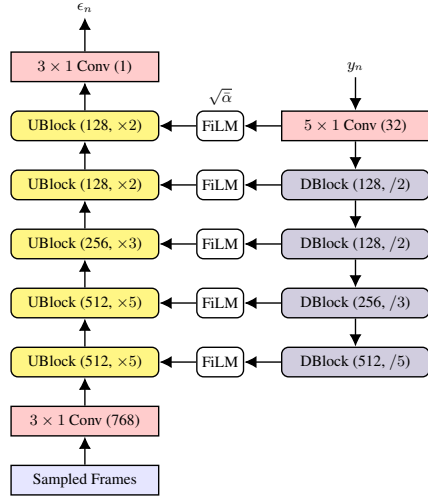 ϵₙ
3 × 1 Conv (1)
yₙ
√ᾱ
UBlock (128, ×2)
FiLM
5 × 1 Conv (32)
UBlock (128, ×2)
FiLM
DBlock (128, /2)
UBlock (256, ×3)
FiLM
DBlock (128, /2)
UBlock (512, ×5)
FiLM
DBlock (256, /3)
UBlock (512, ×5)
FiLM
DBlock (512, /5)
3 × 1 Conv (768)
Sampled Frames